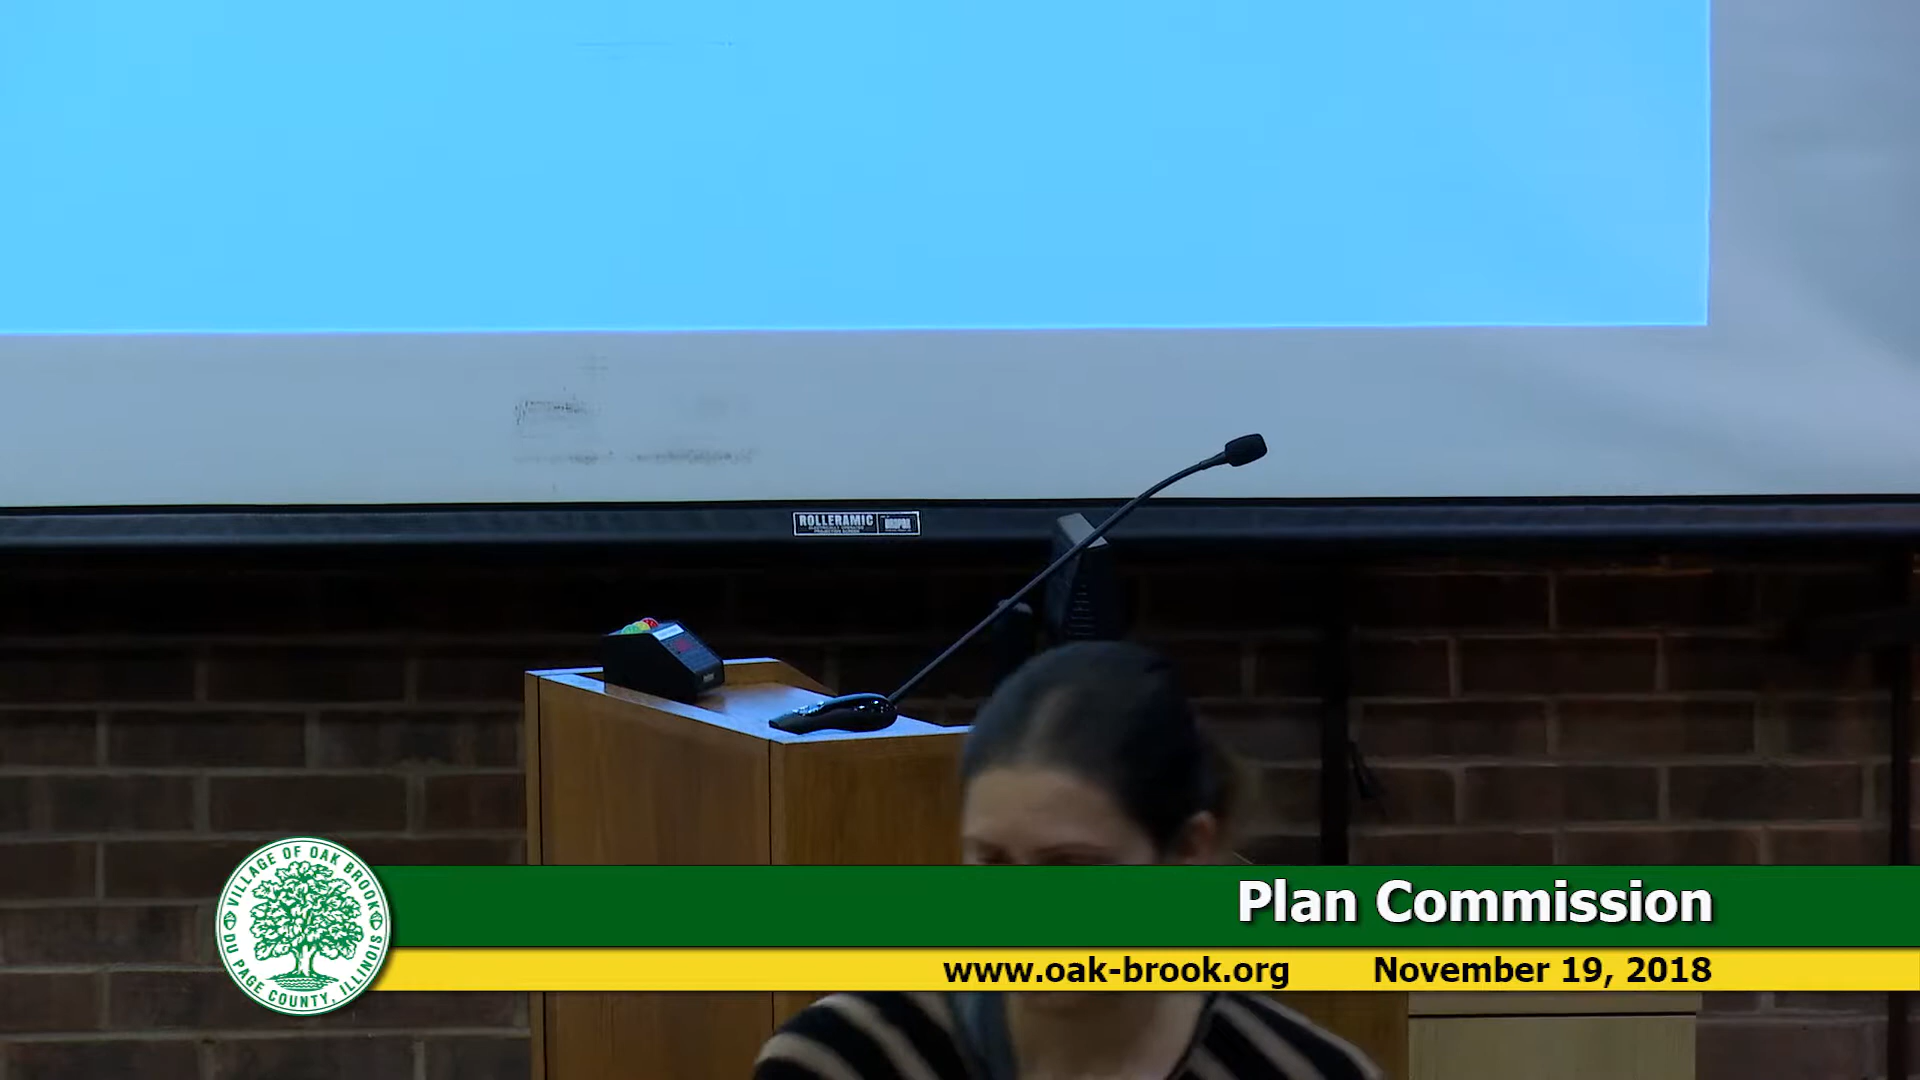 ROLLERAMIC
VILLAGE OF OAK BROOK
DU PAGE COUNTY, ILLINOIS
Plan Commission
www.oak-brook.org
November 19, 2018